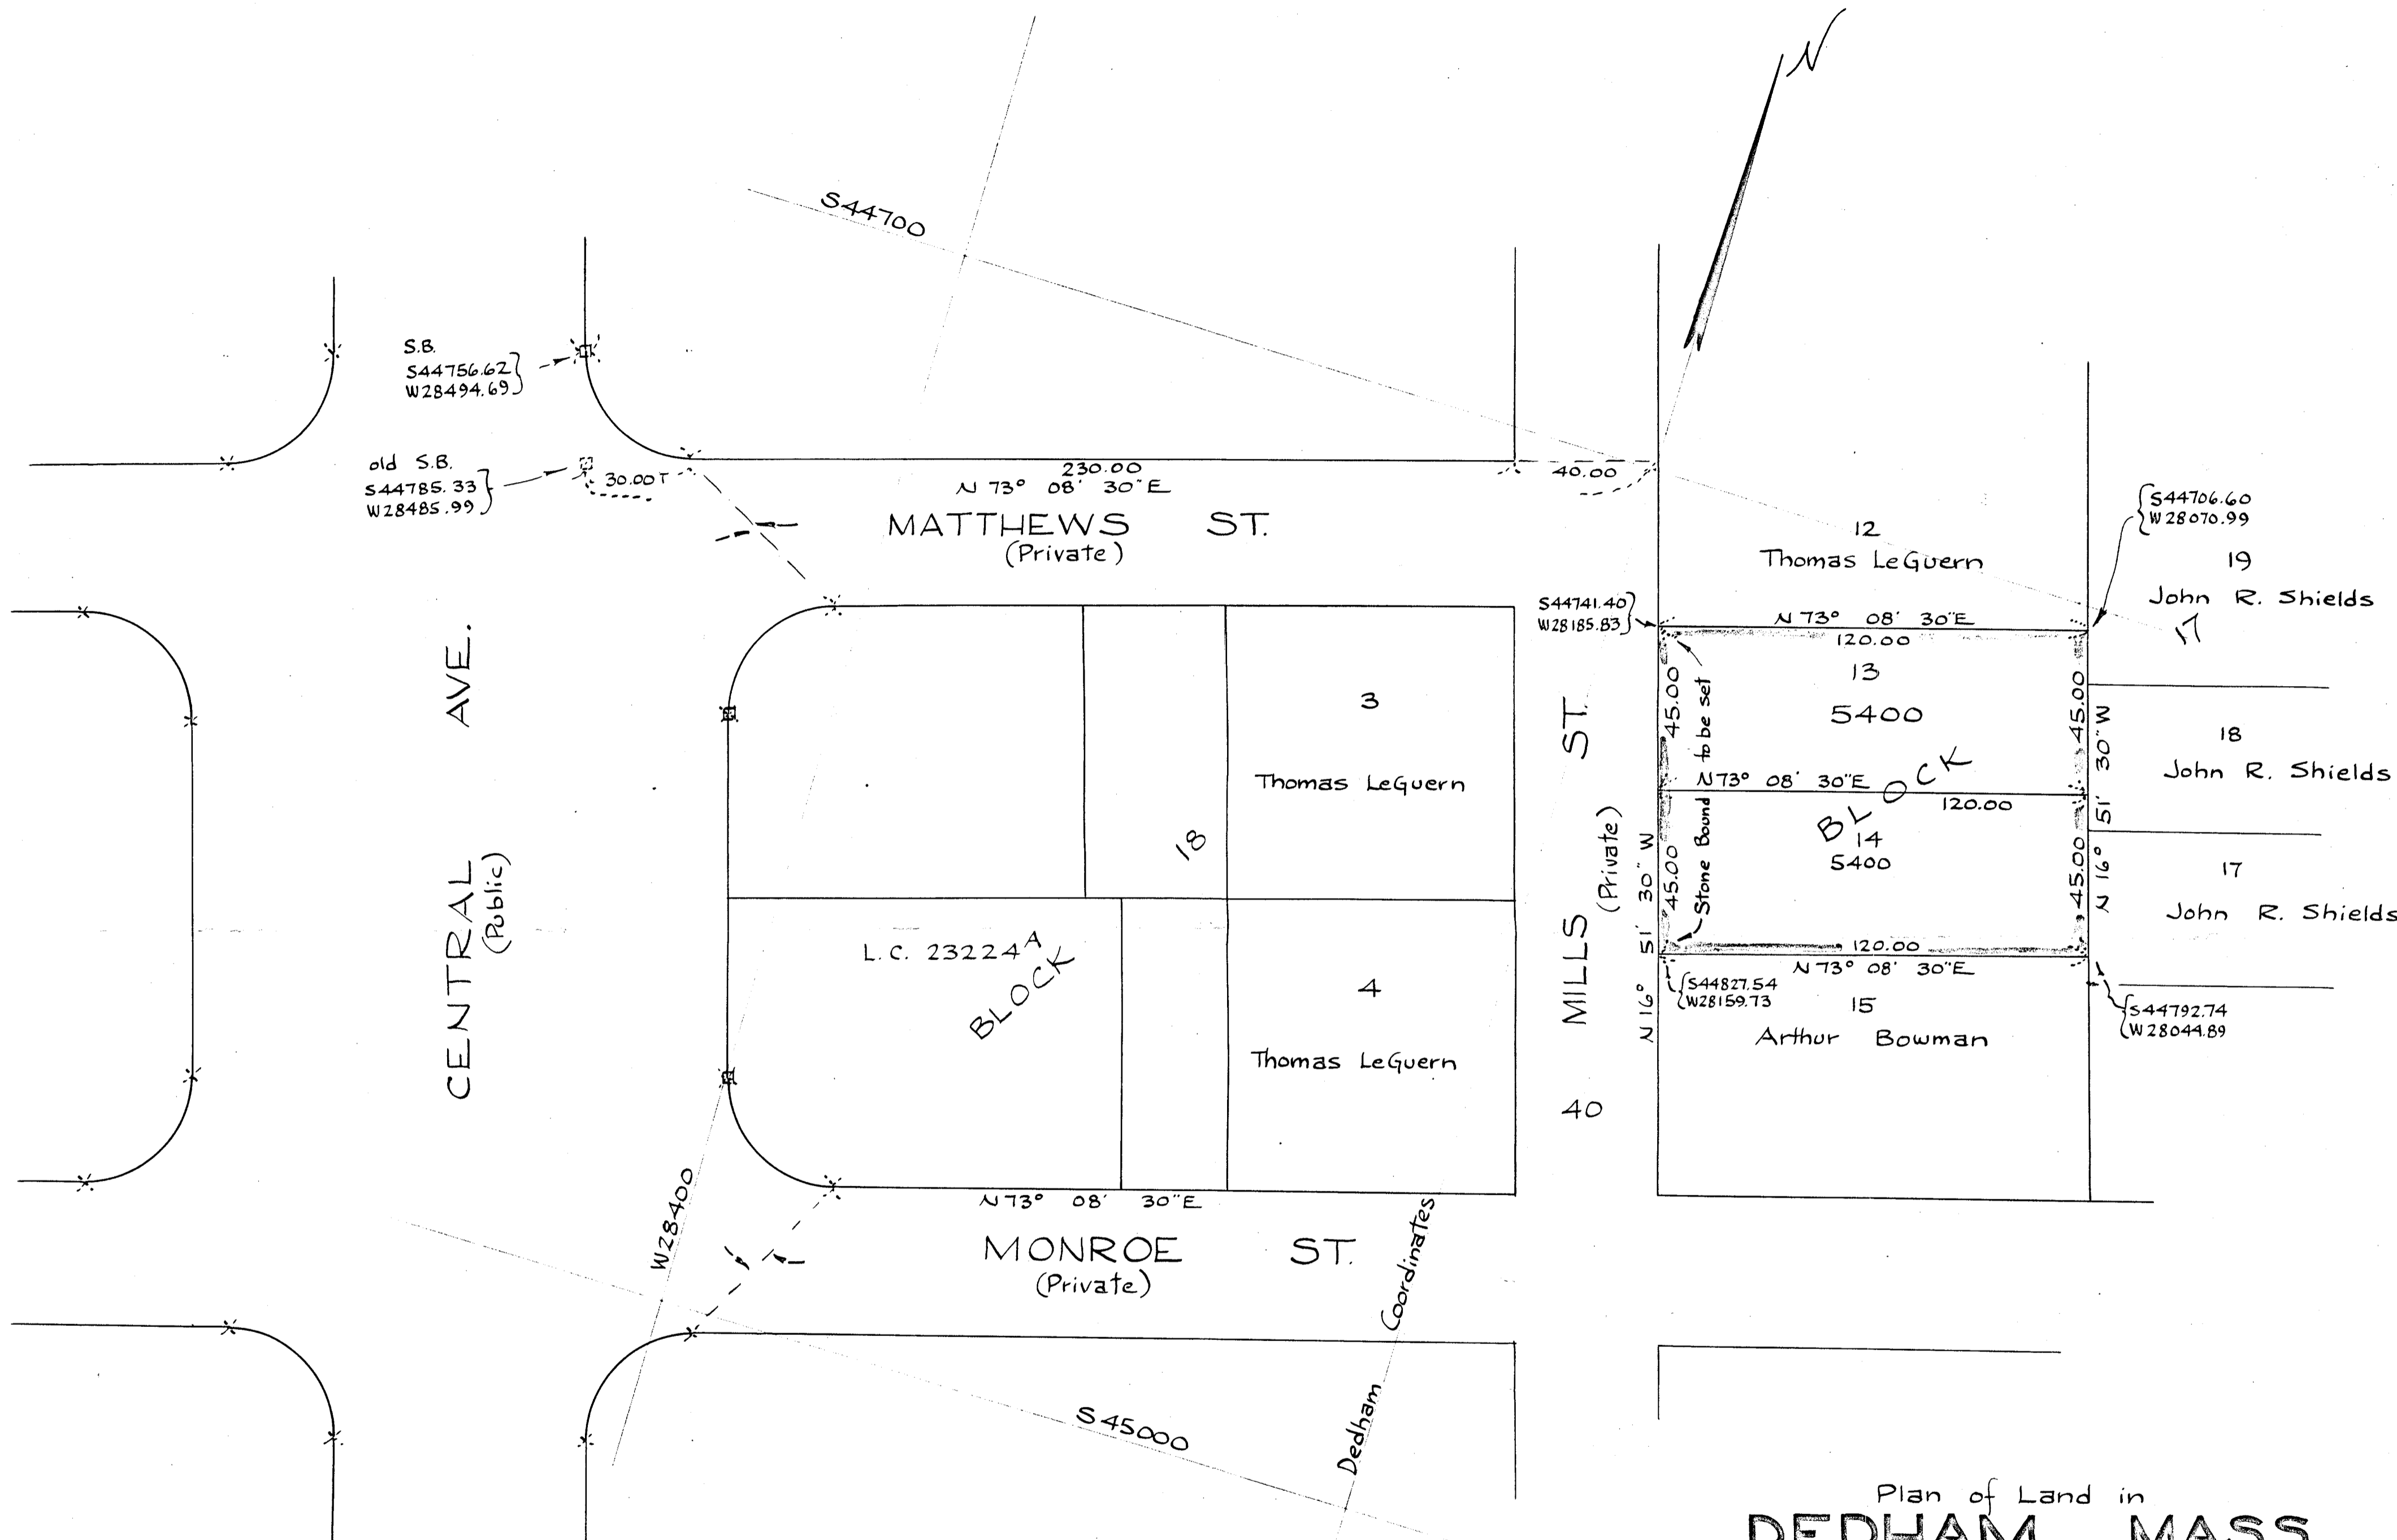 N
S44700
S.B.
S44756.62
W28494.69
old S.B.
S44785.33
W28485.99
30.00 T
230.00
N 73° 08' 30"E
40.00
MATTHEWS ST.
(Private)
12
Thomas LeGuern
S44706.60
W28070.99
19
John R. Shields
17
S44741.40
W28185.83
N 73° 08' 30"E
120.00
13
5400
45.00
45.00
Stone Bound to be set
N 73° 08' 30"E
120.00
BLOCK
14
5400
45.00
45.00
N 16° 51' 30" W
N 16° 51' 30" W
120.00
N 73° 08' 30"E
S44827.54
W28159.73
15
Arthur Bowman
S44792.74
W28044.89
18
John R. Shields
17
John R. Shields
CENTRAL AVE.
(Public)
3
Thomas LeGuern
18
L.C. 23224A
BLOCK
4
Thomas LeGuern
MILLS ST.
(Private)
40
N 73° 08' 30"E
MONROE ST.
(Private)
W28400
S45000
Dedham Coordinates
Plan of Land in
DEDHAM MASS